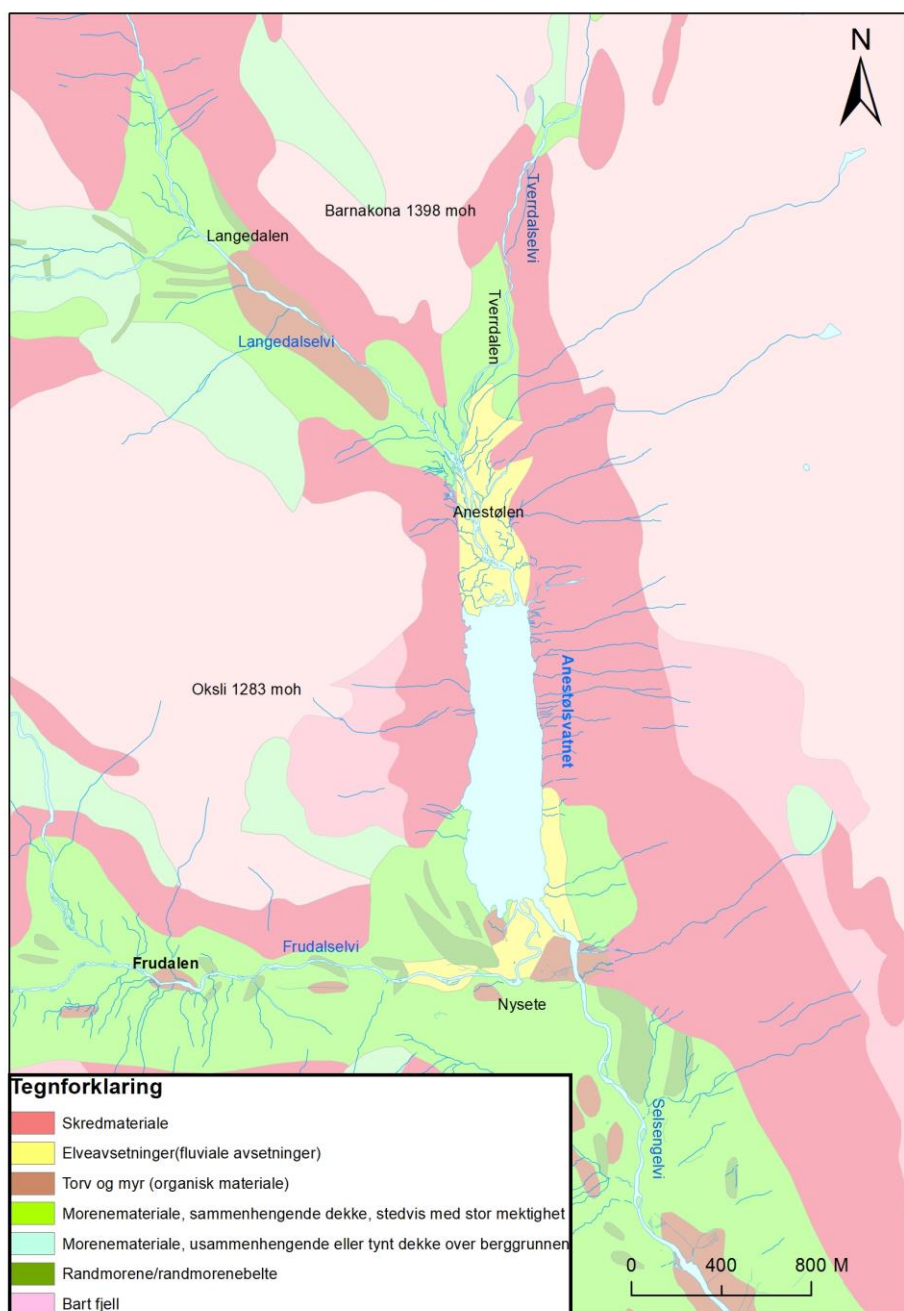 N
Barnakona 1398 moh
Tverrdalselvi
Langedalen
Tverrdalen
Langedalselvi
Anestølen
Anestølsvatnet
Oksli 1283 moh
Frudalselvi
Frudalen
Nysete
Selsengelvi
Tegnforklaring
Skredmateriale
Elveavsetninger(fluviale avsetninger)
Torv og myr (organisk materiale)
Morenemateriale, sammenhengende dekke, stedvis med stor mektighet
Morenemateriale, usammenhengende eller tynt dekke over berggrunnen
Randmorene/randmorenebelte
Bart fjell
0 400 800 M